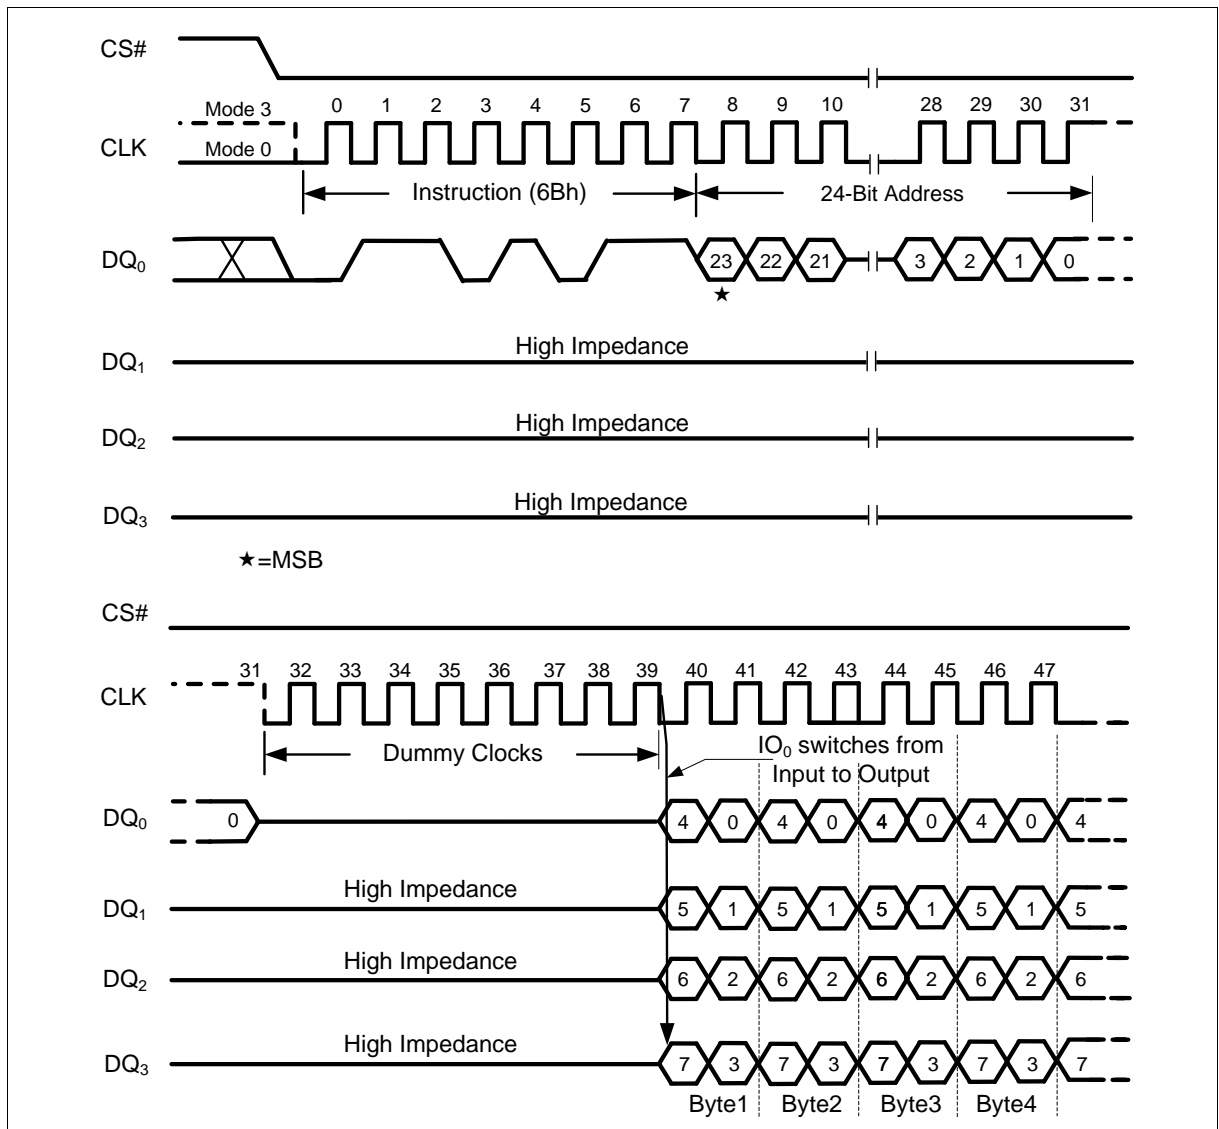 CS#
Mode 3 0 1 2 3 4 5 6 7 8 9 10 28 29 30 31
CLK Mode 0
Instruction (6Bh) 24-Bit Address
DQ0 23 22 21 3 2 1 0
★
High Impedance
DQ1
High Impedance
DQ2
High Impedance
DQ3
★=MSB
CS#
31 32 33 34 35 36 37 38 39 40 41 42 43 44 45 46 47
CLK
Dummy Clocks
IO0 switches from
Input to Output
DQ0 0 4 0 4 0 4 0 4 0 4
High Impedance
DQ1 5 1 5 1 5 1 5 1 5
High Impedance
DQ2 6 2 6 2 6 2 6 2 6
High Impedance
DQ3 7 3 7 3 7 3 7 3 7
Byte1 Byte2 Byte3 Byte4